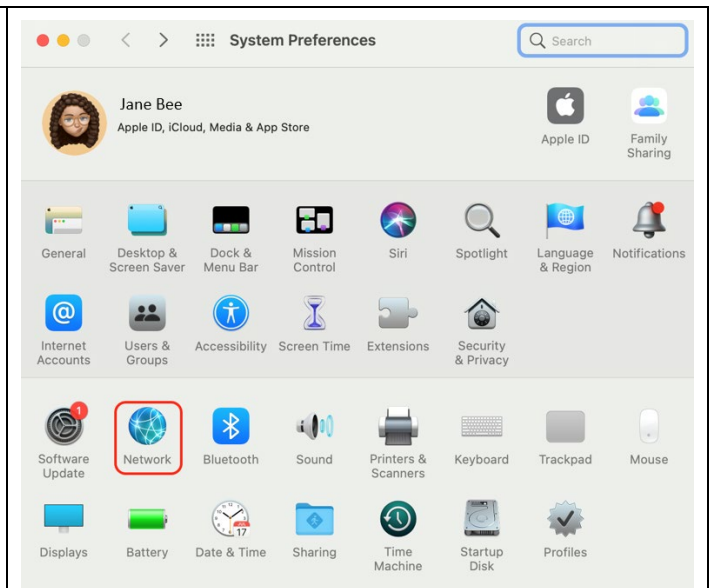 System Preferences
Search
Jane Bee
Apple ID, iCloud, Media & App Store
Apple ID
Family
Sharing
General
Desktop &
Screen Saver
Dock &
Menu Bar
Mission
Control
Siri
Spotlight
Language
& Region
Notifications
Internet
Accounts
Users &
Groups
Accessibility
Screen Time
Extensions
Security
& Privacy
1
Software
Update
Network
Bluetooth
Sound
Printers &
Scanners
Keyboard
Trackpad
Mouse
Displays
Battery
17
Date & Time
Sharing
Time
Machine
Startup
Disk
Profiles